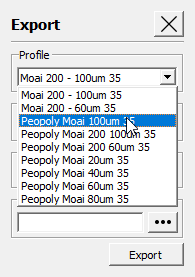 Export
Profile
Moai 200 - 100um 35
Moai 200 - 100um 35
Moai 200 - 60um 35
Peopoly Moai 100um 35
Peopoly Moai 200 100um 35
Peopoly Moai 200 60um 35
Peopoly Moai 20um 35
Peopoly Moai 40um 35
Peopoly Moai 60um 35
Peopoly Moai 80um 35
Export